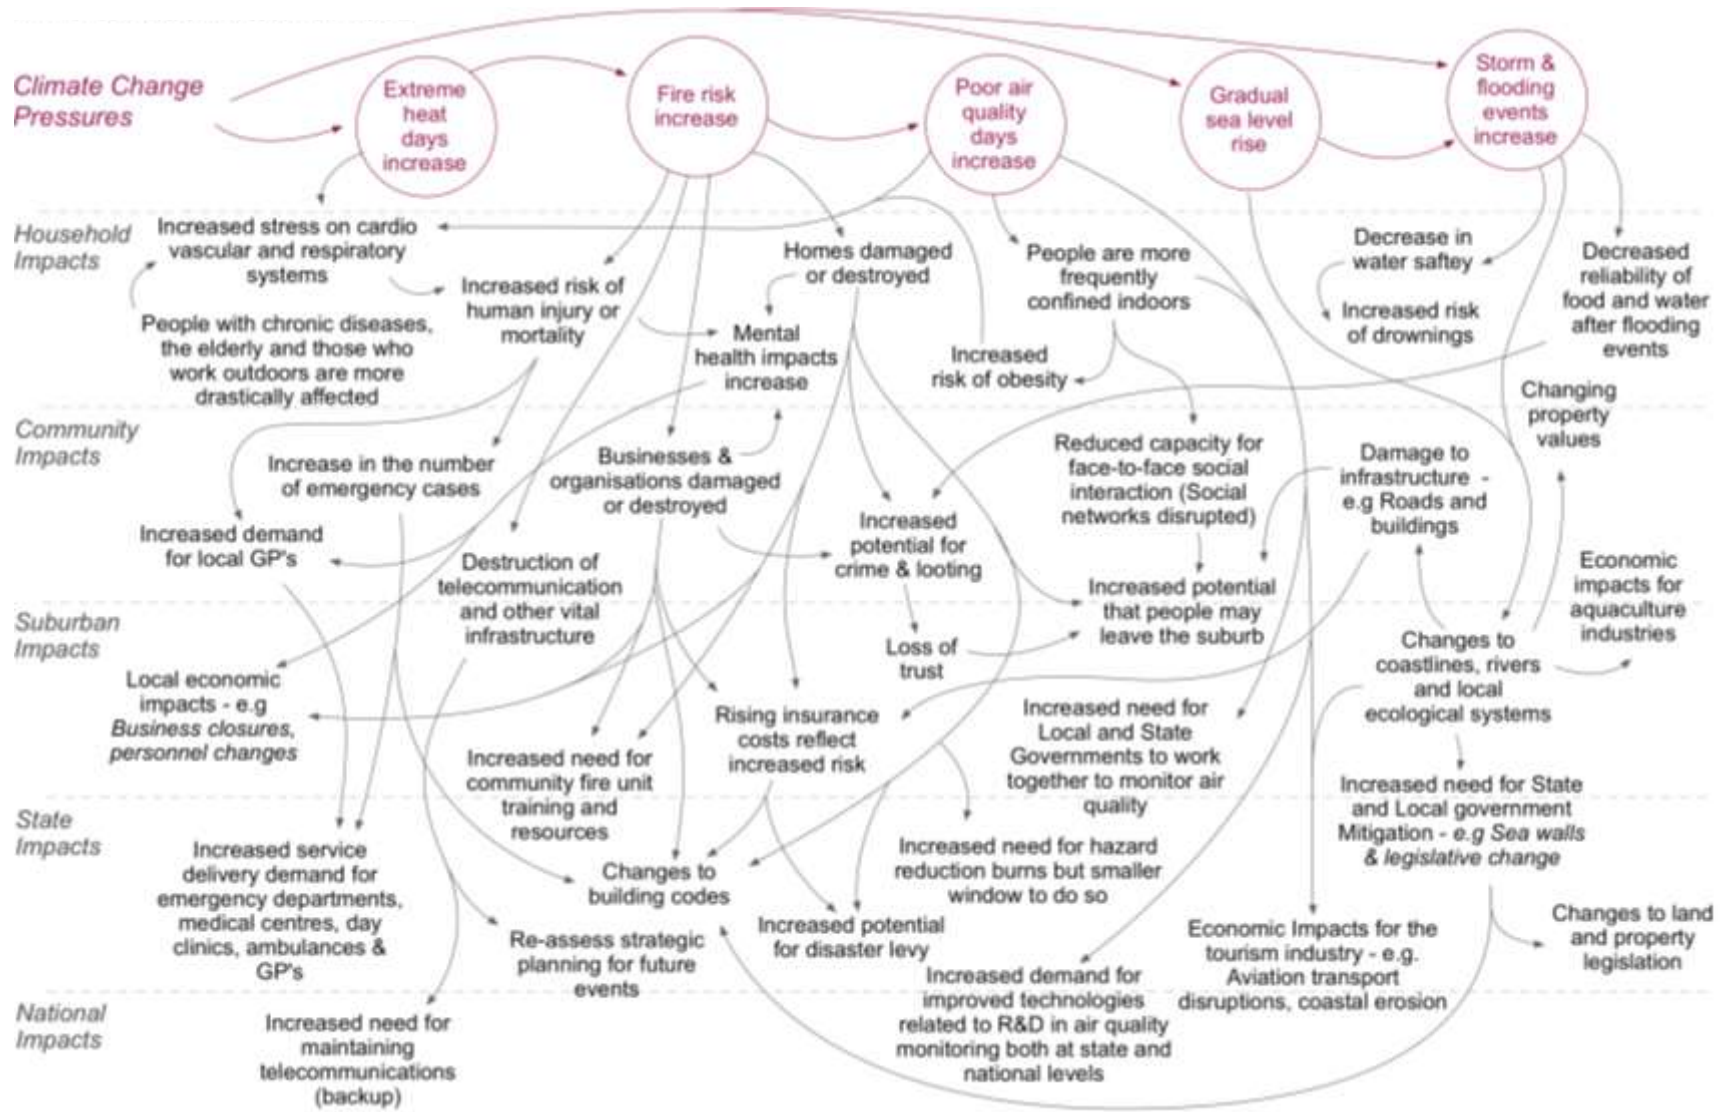 Climate Change
Pressures
Extreme
heat
days
increase
Fire risk
increase
Poor air
quality
days
increase
Gradual
sea level
rise
Storm &
flooding
events
increase
Household
Impacts
Increased stress on cardio
vascular and respiratory
systems
People with chronic diseases,
the elderly and those who
work outdoors are more
drastically affected
Increased risk of
human injury or
mortality
Homes damaged
or destroyed
Mental
health impacts
increase
People are more
frequently
confined indoors
Increased
risk of obesity
Decrease in
water saftey
Increased risk
of drownings
Decreased
reliability of
food and water
after flooding
events
Changing
property
values
Community
Impacts
Increase in the number
of emergency cases
Increased demand
for local GP's
Businesses &
organisations damaged
or destroyed
Destruction of
telecommunication
and other vital
infrastructure
Increased
potential for
crime & looting
Reduced capacity for
face-to-face social
interaction (Social
networks disrupted)
Increased potential
that people may
leave the suburb
Damage to
infrastructure -
e.g Roads and
buildings
Economic
impacts for
aquaculture
industries
Suburban
Impacts
Local economic
impacts - e.g
Business closures,
personnel changes
Loss of
trust
Rising insurance
costs reflect
increased risk
Increased need for
community fire unit
training and
resources
Increased need for
Local and State
Governments to work
together to monitor air
quality
Changes to
coastlines, rivers
and local
ecological systems
Increased need for State
and Local government
Mitigation - e.g Sea walls
& legislative change
State
Impacts
Increased service
delivery demand for
emergency departments,
medical centres, day
clinics, ambulances &
GP's
Changes to
building codes
Re-assess strategic
planning for future
events
Increased potential
for disaster levy
Increased need for hazard
reduction burns but smaller
window to do so
Economic Impacts for the
tourism industry - e.g.
Aviation transport
disruptions, coastal erosion
Changes to land
and property
legislation
National
Impacts
Increased need for
maintaining
telecommunications
(backup)
Increased demand for
improved technologies
related to R&D in air quality
monitoring both at state and
national levels